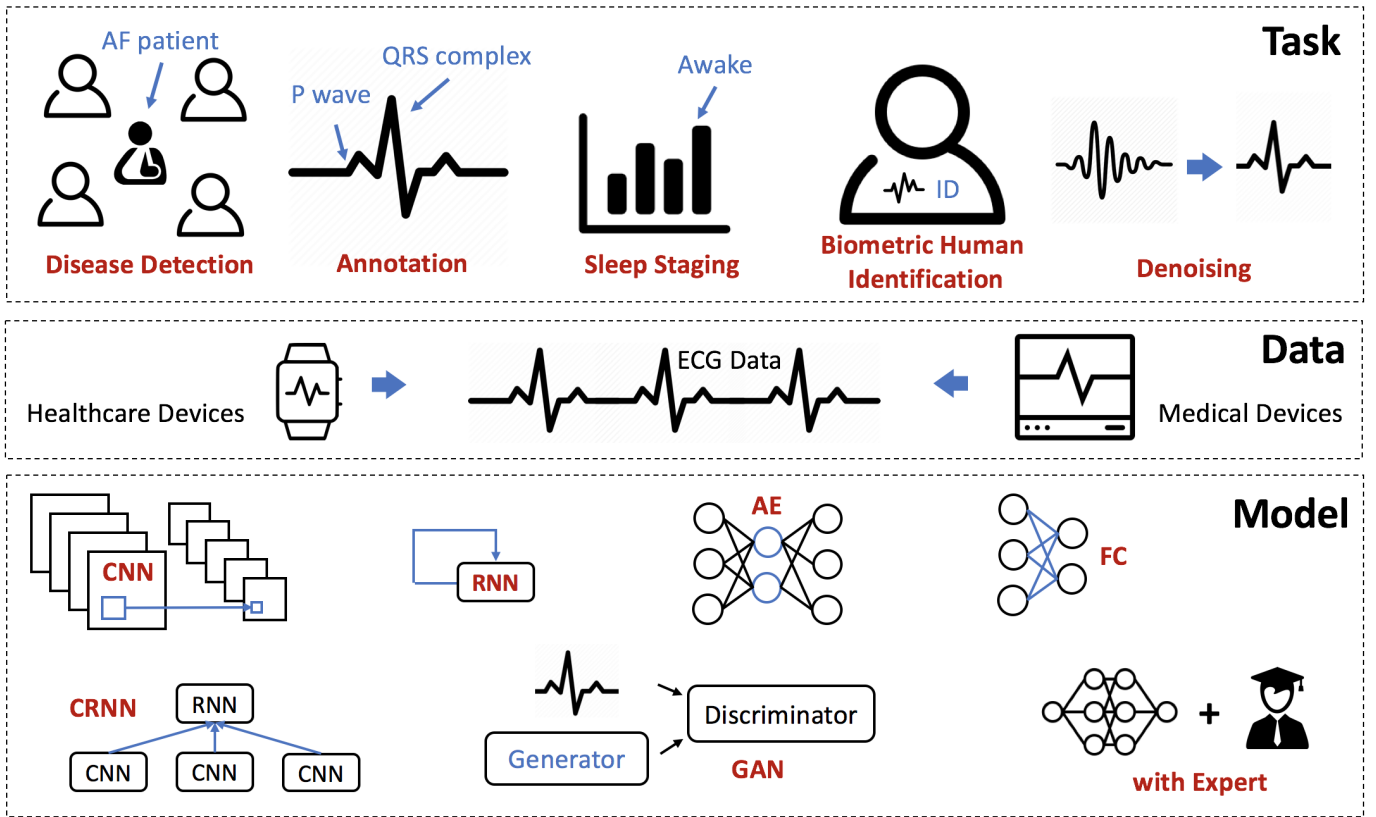 Task
AF patient
P wave
QRS complex
Awake
ID
Disease Detection
Annotation
Sleep Staging
Biometric Human
Identification
Denoising
Data
Healthcare Devices
ECG Data
Medical Devices
Model
CNN
RNN
AE
FC
CRNN
RNN
CNN
CNN
CNN
Generator
Discriminator
GAN
+
with Expert